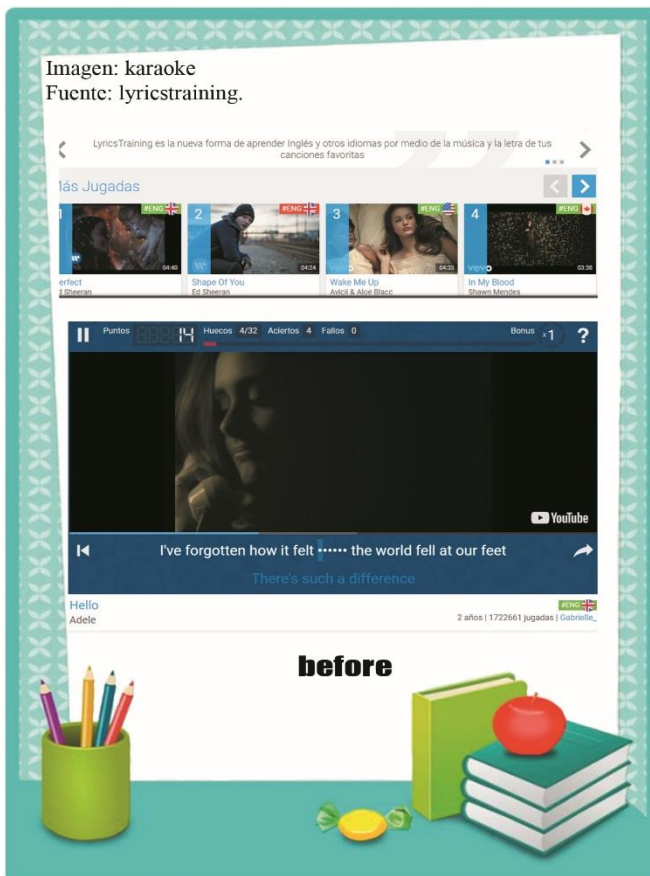 Imagen: karaoke
Fuente: lyricstraining.
LyricsTraining es la nueva forma de aprender Inglés y otros idiomas por medio de la música y la letra de tus
canciones favoritas
Más Jugadas
1 #ENG 2 #ENG 3 #ENG 4 #ENG
04:40 04:24 vevo 04:33 vevo 03:38
erfect Shape Of You Wake Me Up In My Blood
d Sheeran Ed Sheeran Avicii & Aloe Blacc Shawn Mendes
Puntos 14 Huecos 4/32 Aciertos 4 Fallos 0 Bonus x1 ?
YouTube
I've forgotten how it felt •••••• the world fell at our feet
There's such a difference
Hello #ENG
Adele 2 años | 1722661 jugadas | Gabrielle_
before